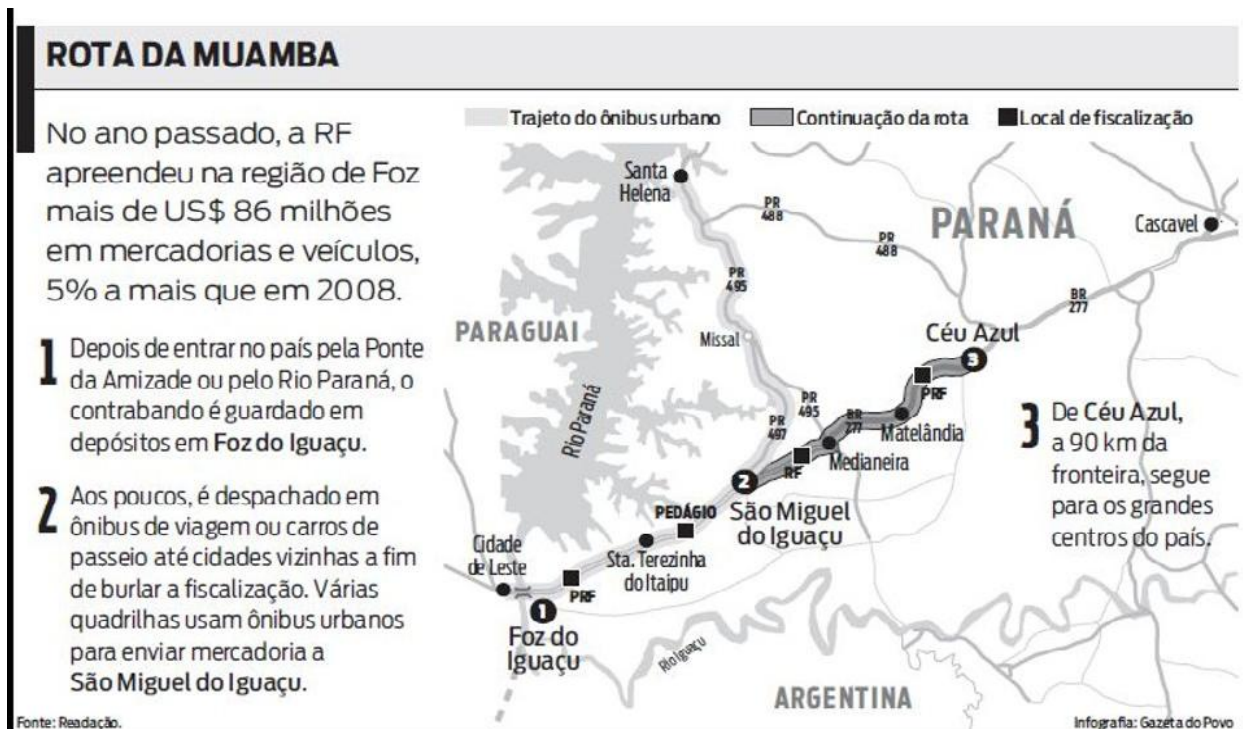 ROTA DA MUAMBA
No ano passado, a RF
apreendeu na região de Foz
mais de US$ 86 milhões
em mercadorias e veículos,
5% a mais que em 2008.
1 Depois de entrar no país pela Ponte
da Amizade ou pelo Rio Paraná, o
contrabando é guardado em
depósitos em Foz do Iguaçu.
2 Aos poucos, é despachado em
ônibus de viagem ou carros de
passeio até cidades vizinhas a fim
de burlar a fiscalização. Várias
quadrilhas usam ônibus urbanos
para enviar mercadoria a
São Miguel do Iguaçu.
Trajeto do ônibus urbano
Continuação da rota
Local de fiscalização
Santa
Helena
PR
488
PR
488
PARANÁ
Cascavel
PR
495
BR
277
PARAGUAI
Missal
Céu Azul
3
PRF
Rio Paraná
PR
495
PR
497
BR
277
Matelândia
Medianeira
RF
2
São Miguel
do Iguaçu
PEDÁGIO
Sta. Terezinha
do Itaipu
Cidade
de Leste
PRF
1
Foz do
Iguaçu
Rio Iguaçu
ARGENTINA
3 De Céu Azul,
a 90 km da
fronteira, segue
para os grandes
centros do país.
Fonte: Readação.
Infografia: Gazeta do Povo